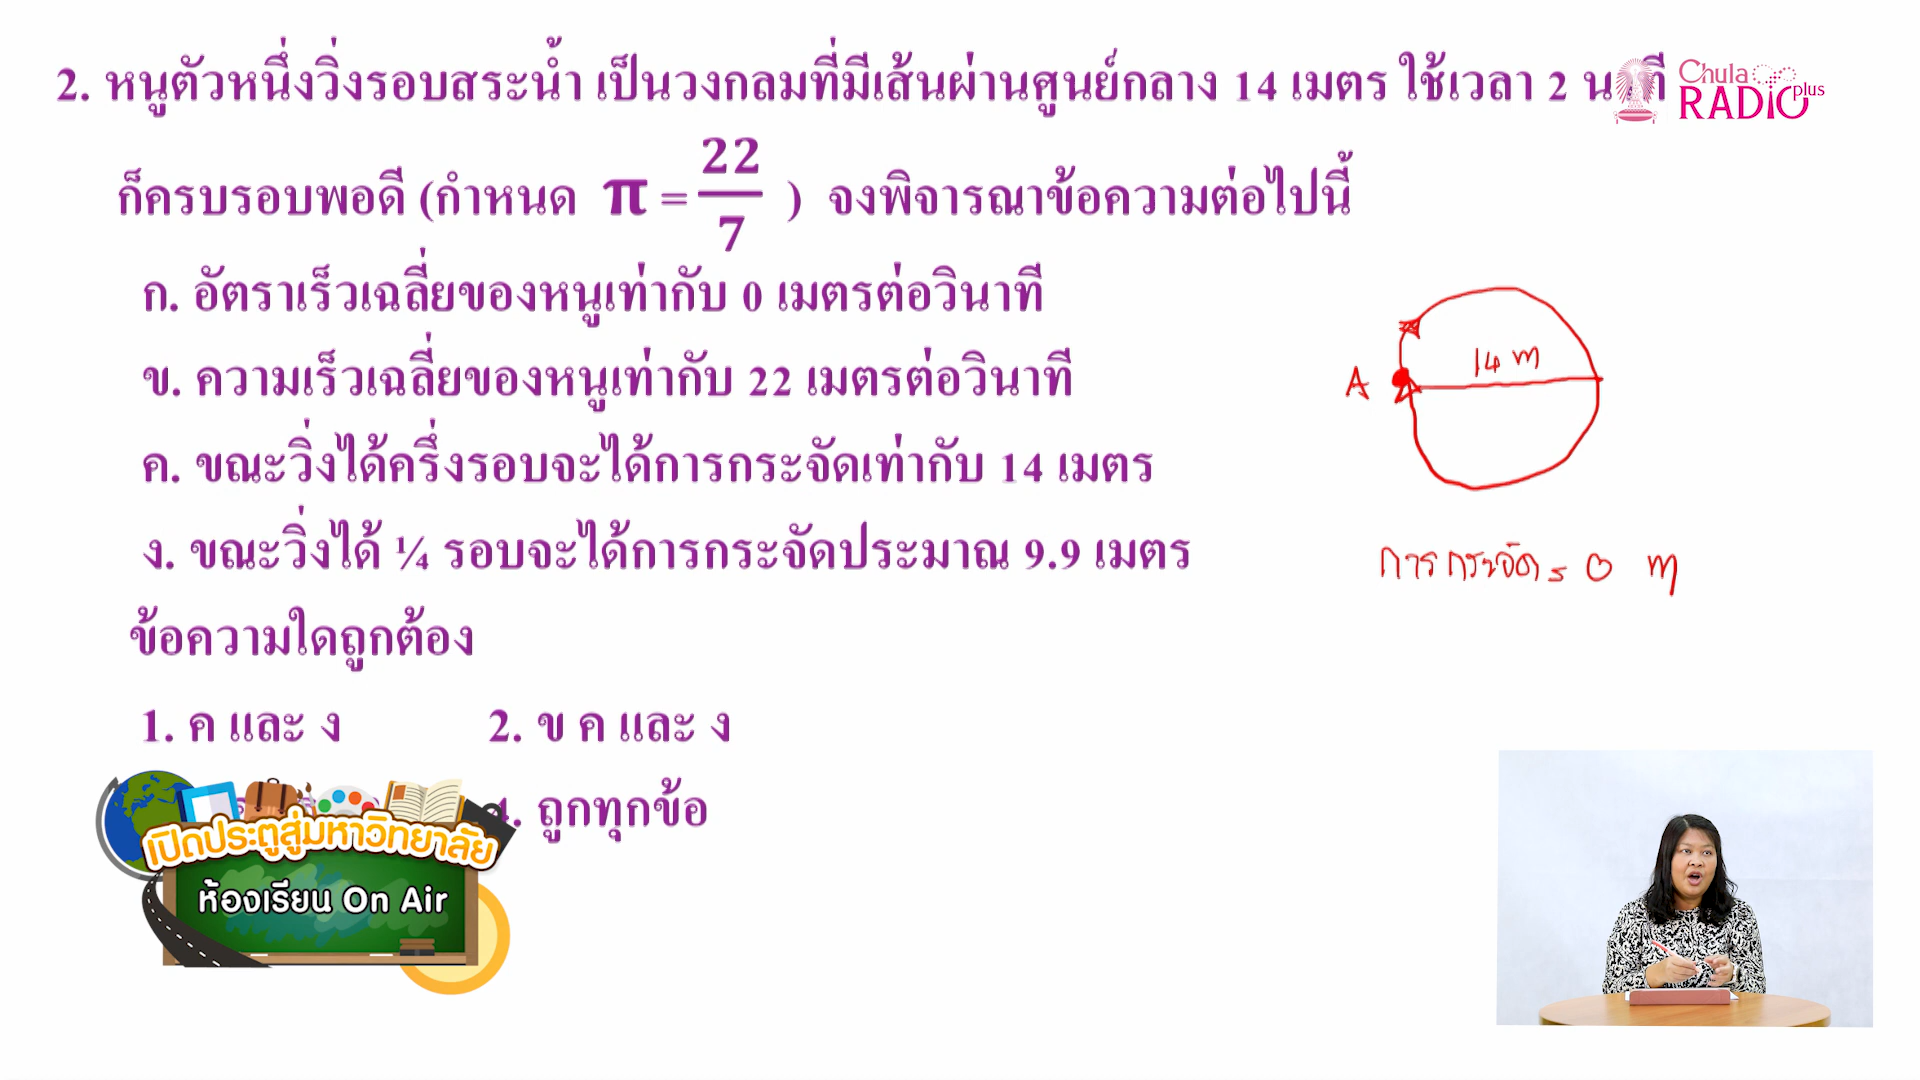 2. หนูตัวหนึ่งวิ่งรอบสระน้ำ เป็นวงกลมที่มีเส้นผ่านศูนย์กลาง 14 เมตร ใช้เวลา 2 นาที
Chula RADIO plus
ก็ครบรอบพอดี (กำหนด π = 22/7 ) จงพิจารณาข้อความต่อไปนี้
ก. อัตราเร็วเฉลี่ยของหนูเท่ากับ 0 เมตรต่อวินาที
ข. ความเร็วเฉลี่ยของหนูเท่ากับ 22 เมตรต่อวินาที
ค. ขณะวิ่งได้ครึ่งรอบจะได้การกระจัดเท่ากับ 14 เมตร
ง. ขณะวิ่งได้ ¼ รอบจะได้การกระจัดประมาณ 9.9 เมตร
14 m
A
การกระจัด = 0 m
ข้อความใดถูกต้อง
1. ค และ ง 2. ข ค และ ง
4. ถูกทุกข้อ
เปิดประตูสู่มหาวิทยาลัย
ห้องเรียน On Air